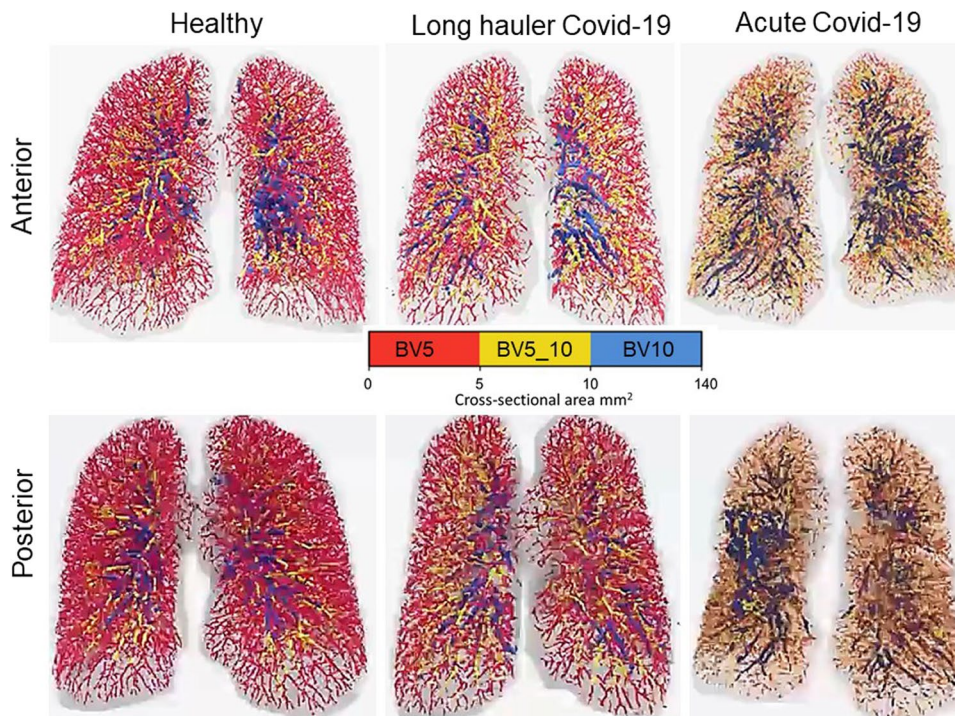 Healthy
Long hauler Covid-19
Acute Covid-19
Anterior
BV5
BV5_10
BV10
0
5
10
140
Cross-sectional area mm²
Posterior